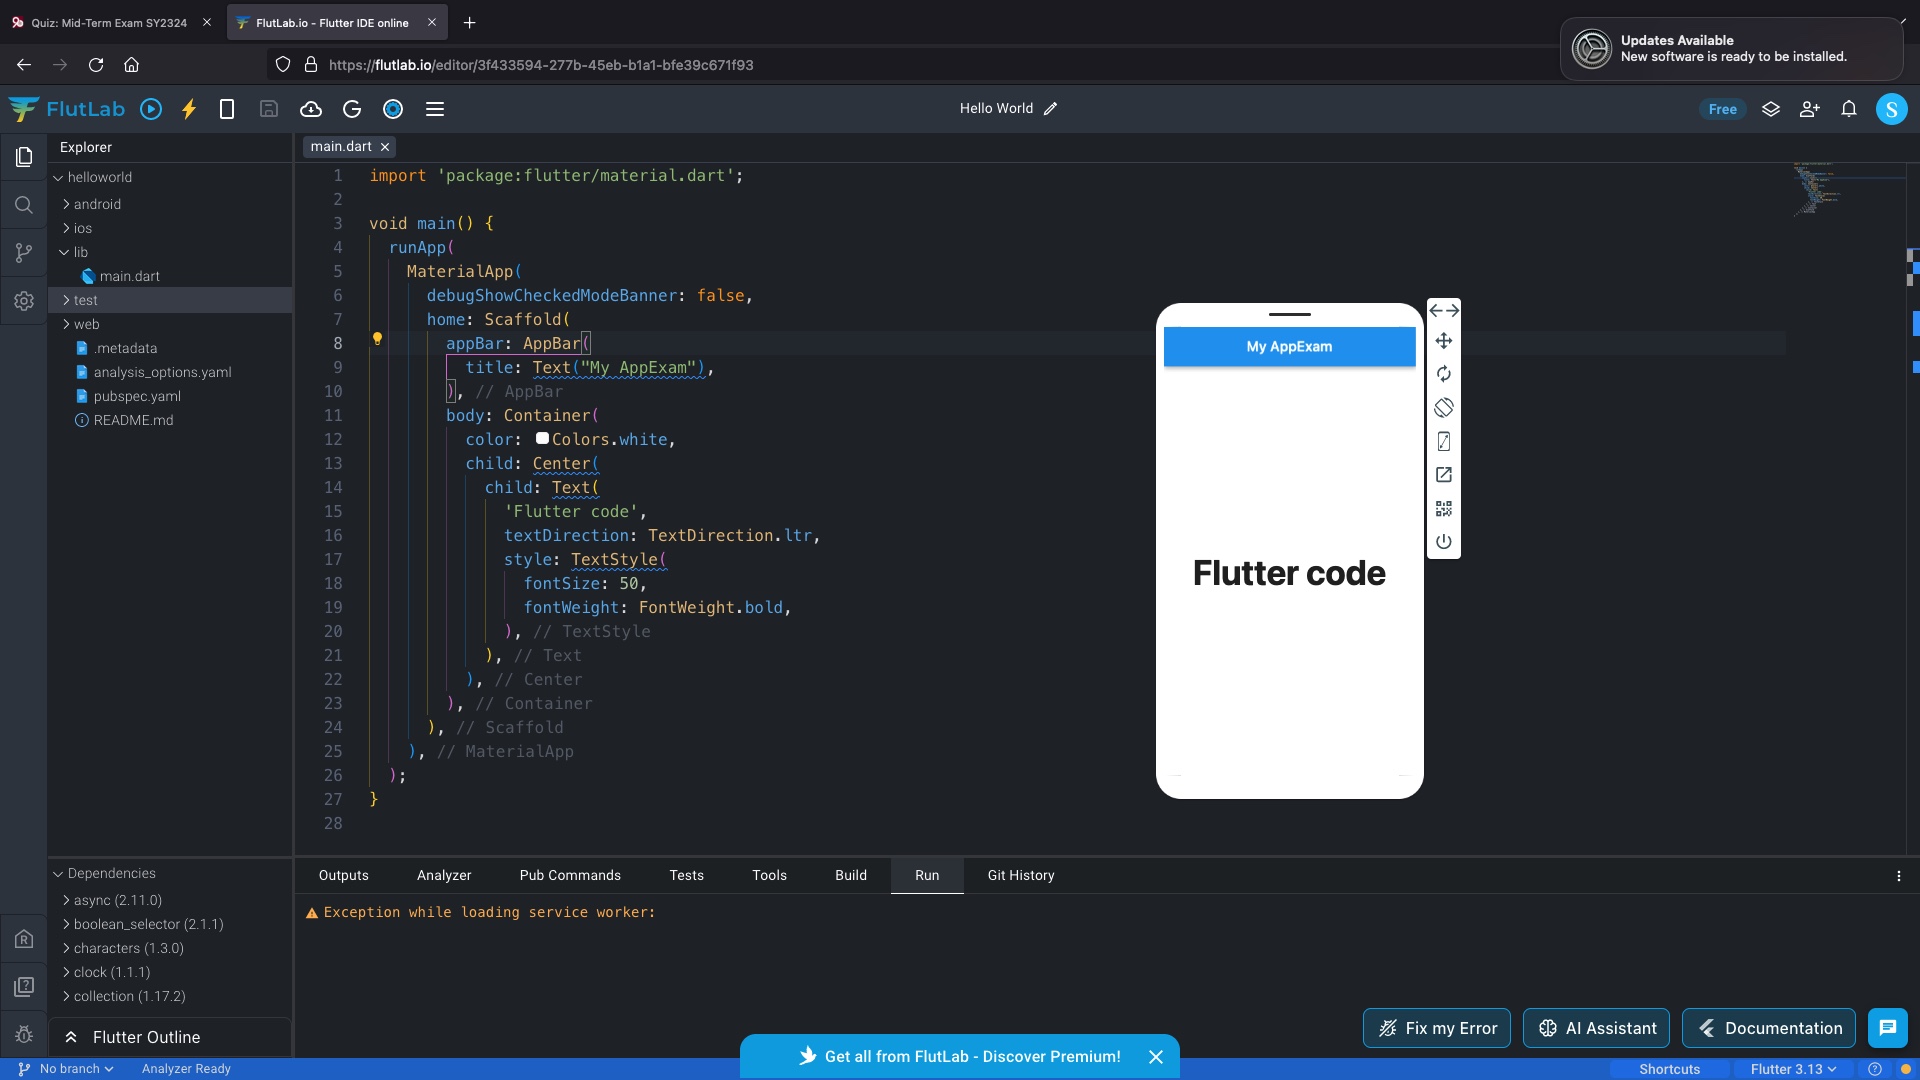 Quiz: Mid-Term Exam SY2324
FlutLab.io - Flutter IDE online
Updates Available
New software is ready to be installed.
https://flutlab.io/editor/3f433594-277b-45eb-b1a1-bfe39c671f93
FlutLab
Hello World
Free
S
Explorer
main.dart
helloworld
android
ios
lib
main.dart
test
web
.metadata
analysis_options.yaml
pubspec.yaml
README.md
1 import 'package:flutter/material.dart';
2
3 void main() {
4 runApp(
5 MaterialApp(
6 debugShowCheckedModeBanner: false,
7 home: Scaffold(
8 appBar: AppBar(
9 title: Text("My AppExam"),
10 ), // AppBar
11 body: Container(
12 color: Colors.white,
13 child: Center(
14 child: Text(
15 'Flutter code',
16 textDirection: TextDirection.ltr,
17 style: TextStyle(
18 fontSize: 50,
19 fontWeight: FontWeight.bold,
20 ), // TextStyle
21 ), // Text
22 ), // Center
23 ), // Container
24 ), // Scaffold
25 ), // MaterialApp
26 );
27 }
28
My AppExam
Flutter code
Dependencies
async (2.11.0)
boolean_selector (2.1.1)
characters (1.3.0)
clock (1.1.1)
collection (1.17.2)
Flutter Outline
Outputs Analyzer Pub Commands Tests Tools Build Run Git History
Exception while loading service worker:
Fix my Error
AI Assistant
Documentation
Get all from FlutLab - Discover Premium!
No branch
Analyzer Ready
Shortcuts
Flutter 3.13